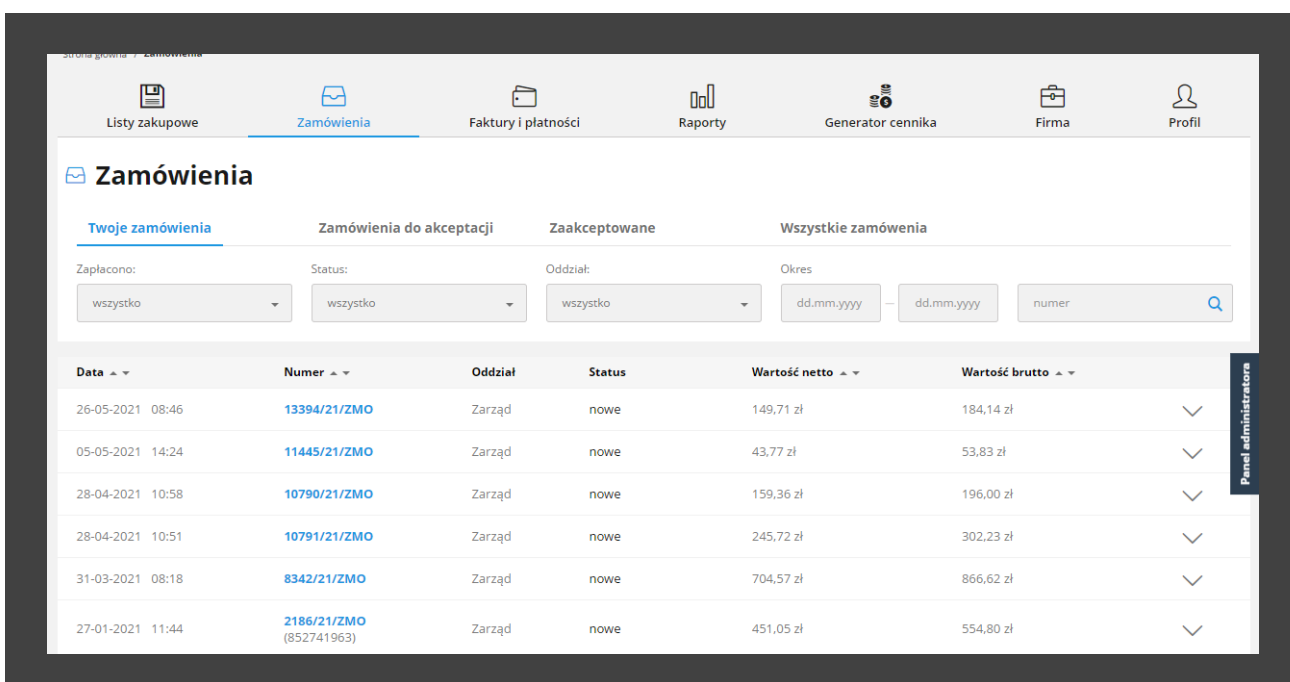 Strona główna / Zamówienia
Listy zakupowe Zamówienia Faktury i płatności Raporty Generator cennika Firma Profil
Zamówienia
Twoje zamówienia Zamówienia do akceptacji Zaakceptowane Wszystkie zamówenia
Zapłacono: Status: Oddział: Okres
wszystko wszystko wszystko dd.mm.yyyy – dd.mm.yyyy numer
Data Numer Oddział Status Wartość netto Wartość brutto
26-05-2021 08:46 13394/21/ZMO Zarząd nowe 149,71 zł 184,14 zł
05-05-2021 14:24 11445/21/ZMO Zarząd nowe 43,77 zł 53,83 zł
28-04-2021 10:58 10790/21/ZMO Zarząd nowe 159,36 zł 196,00 zł
28-04-2021 10:51 10791/21/ZMO Zarząd nowe 245,72 zł 302,23 zł
31-03-2021 08:18 8342/21/ZMO Zarząd nowe 704,57 zł 866,62 zł
27-01-2021 11:44 2186/21/ZMO Zarząd nowe 451,05 zł 554,80 zł
(852741963)
Panel administratora